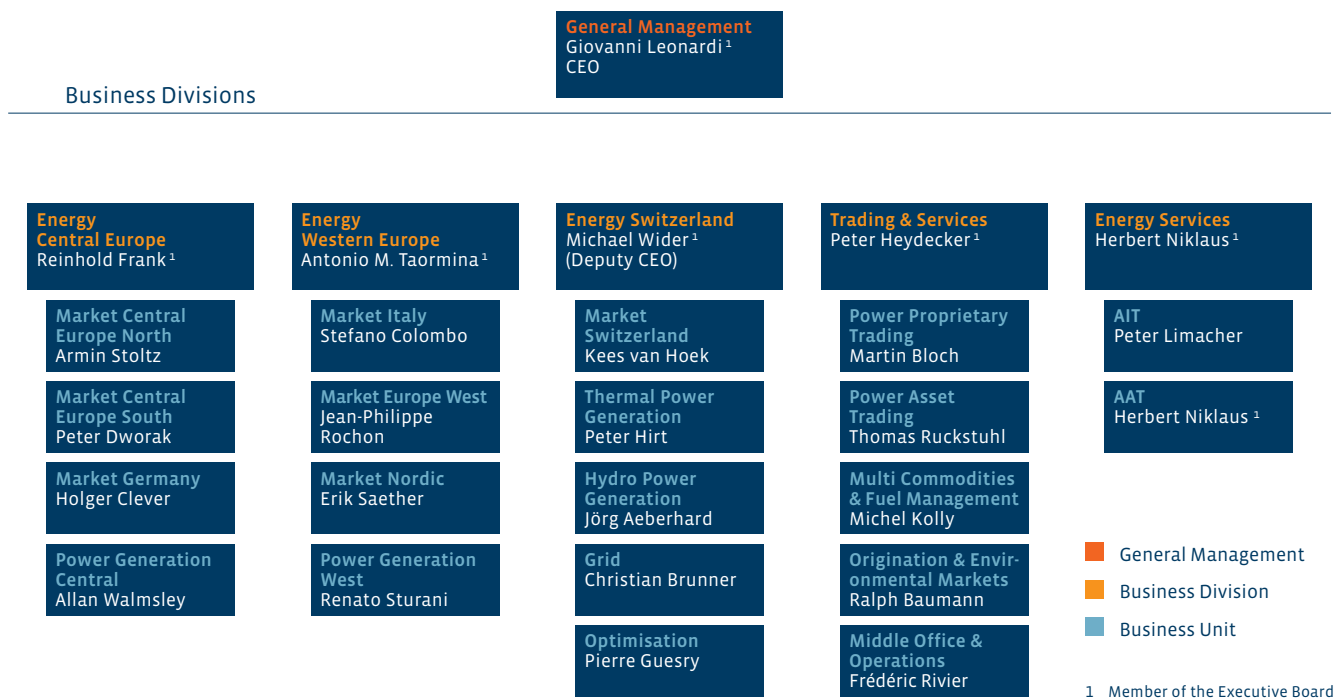 General Management
Giovanni Leonardi ¹
CEO
Business Divisions
Energy
Central Europe
Reinhold Frank ¹
Market Central
Europe North
Armin Stoltz
Market Central
Europe South
Peter Dworak
Market Germany
Holger Clever
Power Generation
Central
Allan Walmsley
Energy
Western Europe
Antonio M. Taormina ¹
Market Italy
Stefano Colombo
Market Europe West
Jean-Philippe
Rochon
Market Nordic
Erik Saether
Power Generation
West
Renato Sturani
Energy Switzerland
Michael Wider ¹
(Deputy CEO)
Market
Switzerland
Kees van Hoek
Thermal Power
Generation
Peter Hirt
Hydro Power
Generation
Jörg Aeberhard
Grid
Christian Brunner
Optimisation
Pierre Guesry
Trading & Services
Peter Heydecker ¹
Power Proprietary
Trading
Martin Bloch
Power Asset
Trading
Thomas Ruckstuhl
Multi Commodities
& Fuel Management
Michel Kolly
Origination & Envir-
onmental Markets
Ralph Baumann
Middle Office &
Operations
Frédéric Rivier
Energy Services
Herbert Niklaus ¹
AIT
Peter Limacher
AAT
Herbert Niklaus ¹
General Management
Business Division
Business Unit
1 Member of the Executive Board